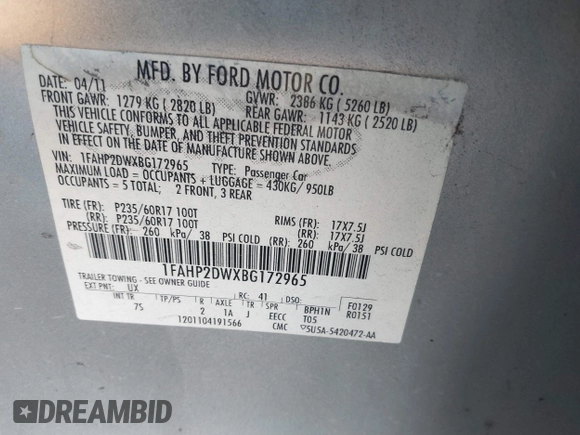 MFD. BY FORD MOTOR CO.
DATE: 04/11 GVWR: 2386 KG ( 5260 LB)
FRONT GAWR: 1279 KG ( 2820 LB) REAR GAWR: 1143 KG ( 2520 LB)
THIS VEHICLE CONFORMS TO ALL APPLICABLE FEDERAL MOTOR
VEHICLE SAFETY, BUMPER, AND THEFT PREVENTION STANDARDS
IN EFFECT ON THE DATE OF MANUFACTURE SHOWN ABOVE.
VIN: 1FAHP2DWXBG172965 TYPE: Passenger Car
MAXIMUM LOAD = OCCUPANTS + LUGGAGE = 430KG/ 950LB
OCCUPANTS = 5 TOTAL; 2 FRONT, 3 REAR
TIRE (FR): P235/60R17 100T RIMS (FR): 17X7.5J
(RR): P235/60R17 100T (RR): 17X7.5J
PRESSURE (FR): 260 kPa/ 38 PSI COLD (RR): 260 kPa/ 38 PSI COLD
1FAHP2DWXBG172965
TRAILER TOWING - SEE OWNER GUIDE
EXT PNT: UX RC: 41 DSO: F0129
INT TR TP/PS R AXLE TR SPR BPH1N R0151
7S 2 1A J EECC T05
1201104191566 CMC 5U5A-5420472-AA
DREAMBID